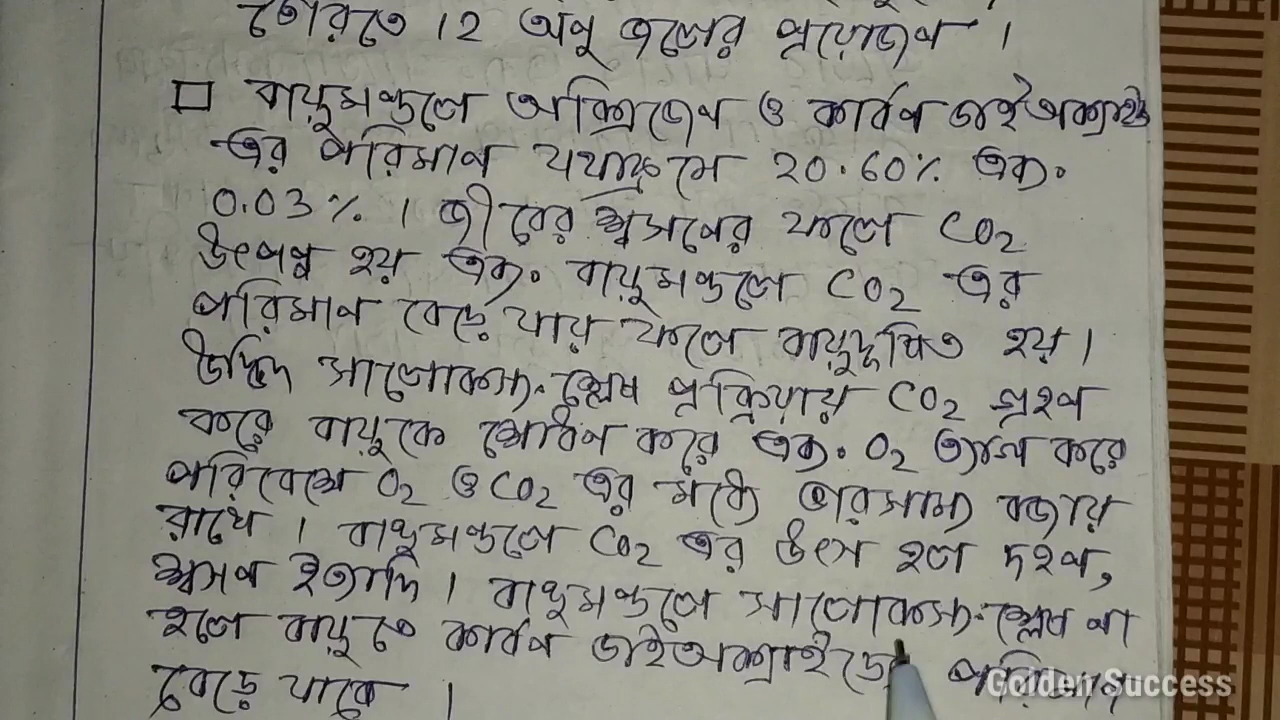 তৈরিতে 12 অনু জলের প্রয়োজন ।
□ বায়ুমণ্ডলে অক্সিজেন ও কার্বন ডাইঅক্সাইড
এর পরিমান যথাক্রমে 20.60% এবং
0.03% । জীবের শ্বসনের ফলে CO₂
উৎপন্ন হয় এবং বায়ুমণ্ডলে CO₂ এর
পরিমান বেড়ে যায় ফলে বায়ুদূষিত হয় ।
উদ্ভিদ সালোকসংশ্লেষ প্রক্রিয়ায় CO₂ গ্রহণ
করে বায়ুকে শোধন করে এবং O₂ ত্যাগ করে
পরিবেশে O₂ ও CO₂ এর মধ্যে ভারসাম্য বজায়
রাখে । বায়ুমণ্ডলে CO₂ এর উৎস হল দহন,
শ্বসন ইত্যাদি । বায়ুমণ্ডলে সালোকসংশ্লেষ না
হলে বায়ুতে কার্বন ডাইঅক্সাইডের পরিমান
বেড়ে যাবে ।
Golden Success